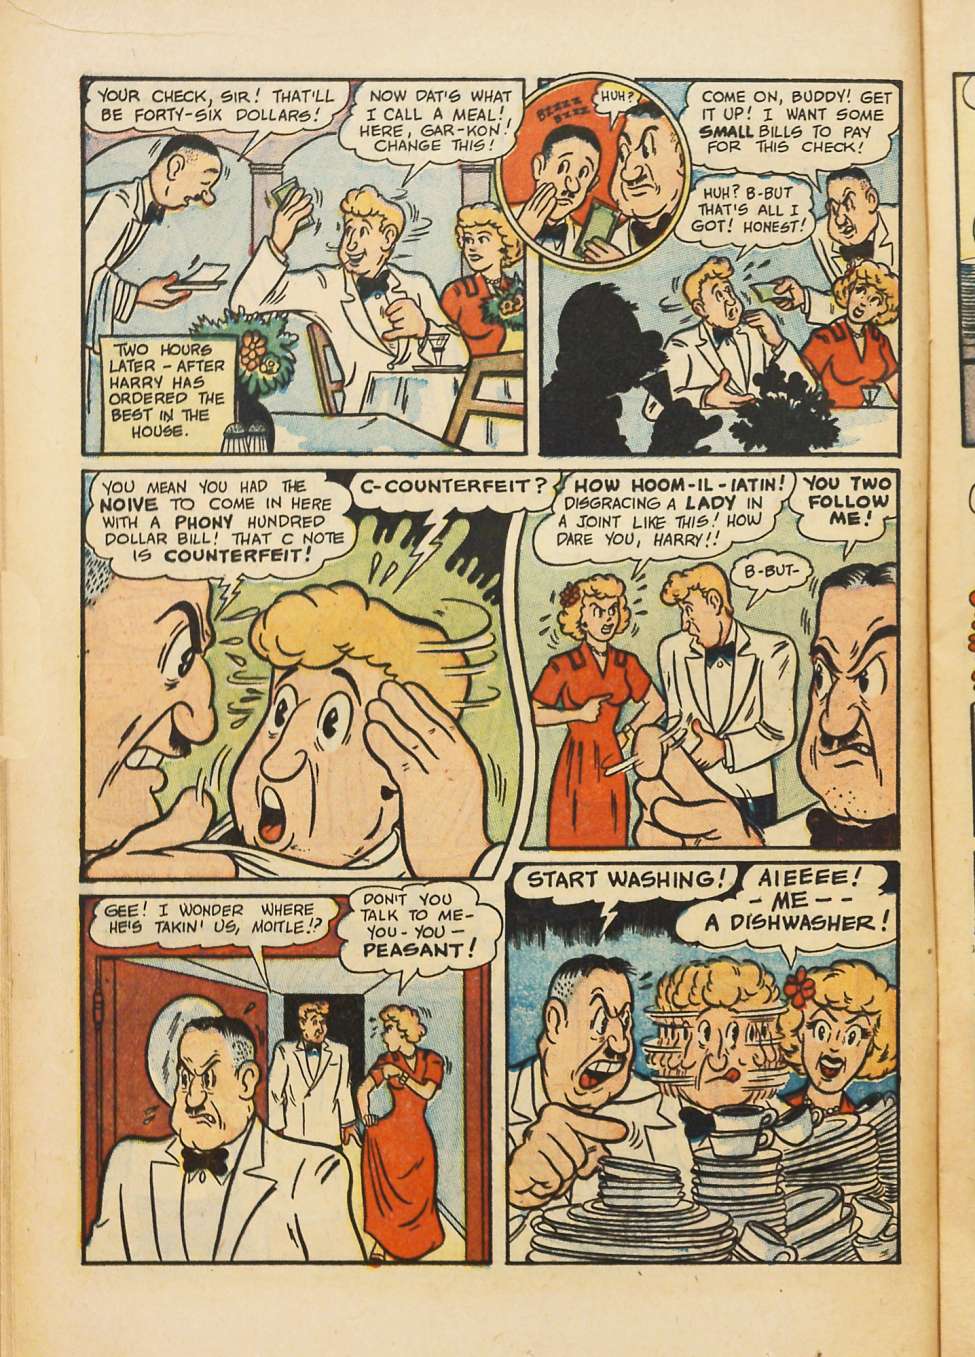 YOUR CHECK, SIR! THAT'LL
BE FORTY-SIX DOLLARS!
NOW DAT'S WHAT
I CALL A MEAL!
HERE, GAR-KON!
CHANGE THIS!
TWO HOURS
LATER - AFTER
HARRY HAS
ORDERED THE
BEST IN THE
HOUSE.
BZZZZ
BZZZ
HUH?
COME ON, BUDDY! GET
IT UP! I WANT SOME
SMALL BILLS TO PAY
FOR THIS CHECK!
HUH? B-BUT
THAT'S ALL I
GOT! HONEST!
YOU MEAN YOU HAD THE
NOIVE TO COME IN HERE
WITH A PHONY HUNDRED
DOLLAR BILL! THAT C NOTE
IS COUNTERFEIT!
C-COUNTERFEIT?
HOW HOOM-IL-IATIN!
DISGRACING A LADY IN
A JOINT LIKE THIS! HOW
DARE YOU, HARRY!!
B-BUT-
YOU TWO
FOLLOW
ME!
GEE! I WONDER WHERE
HE'S TAKIN' US, MOITLE!?
DON'T YOU
TALK TO ME-
YOU-YOU-
PEASANT!
START WASHING!
AIEEEE!
- ME - -
A DISHWASHER!